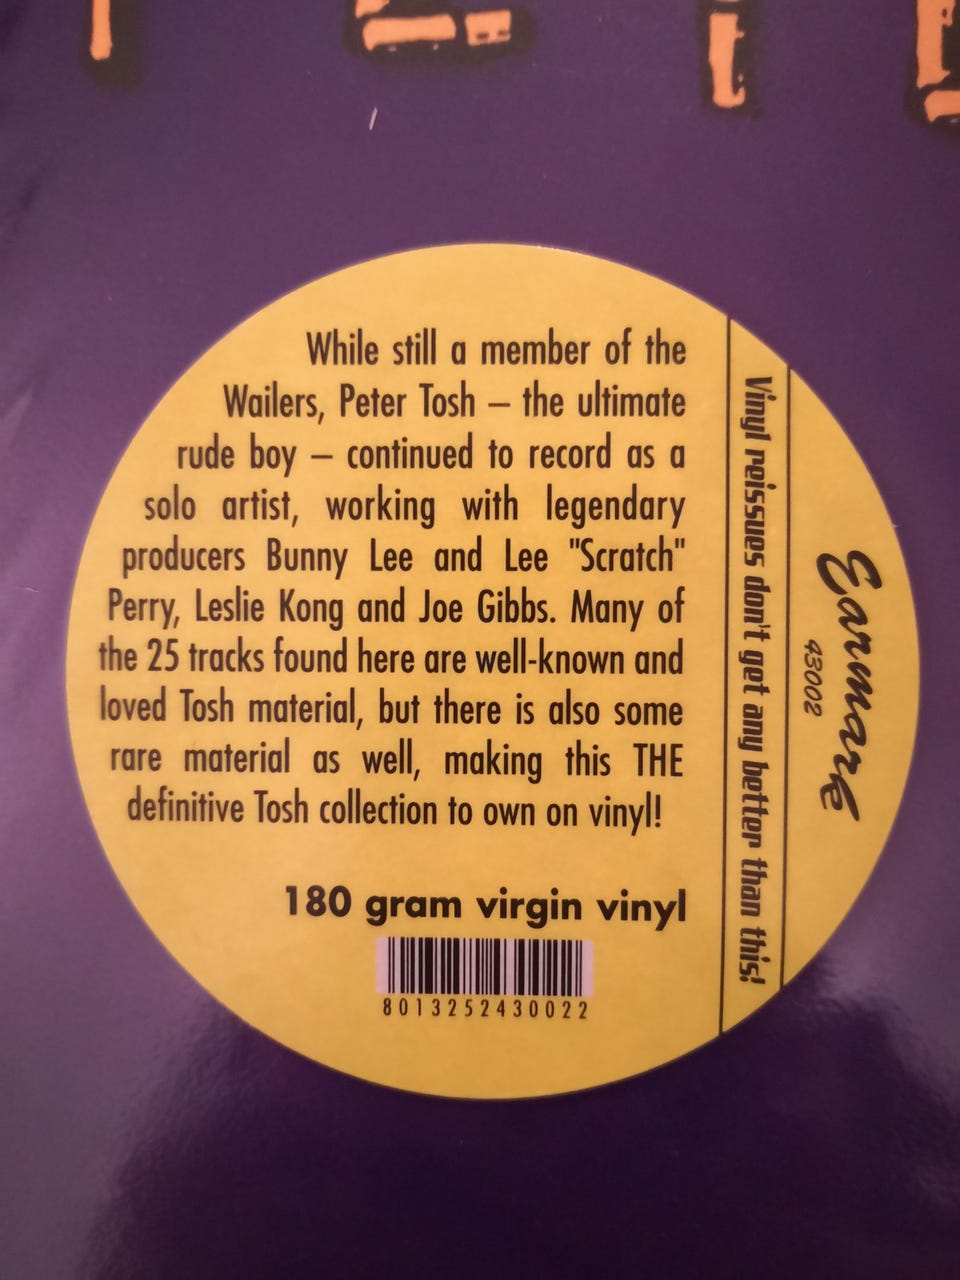 While still a member of the
Wailers, Peter Tosh – the ultimate
rude boy – continued to record as a
solo artist, working with legendary
producers Bunny Lee and Lee "Scratch"
Perry, Leslie Kong and Joe Gibbs. Many of
the 25 tracks found here are well-known and
loved Tosh material, but there is also some
rare material as well, making this THE
definitive Tosh collection to own on vinyl!
180 gram virgin vinyl
8013252430022
Vinyl reissues don't get any better than this!
Earmark
43002